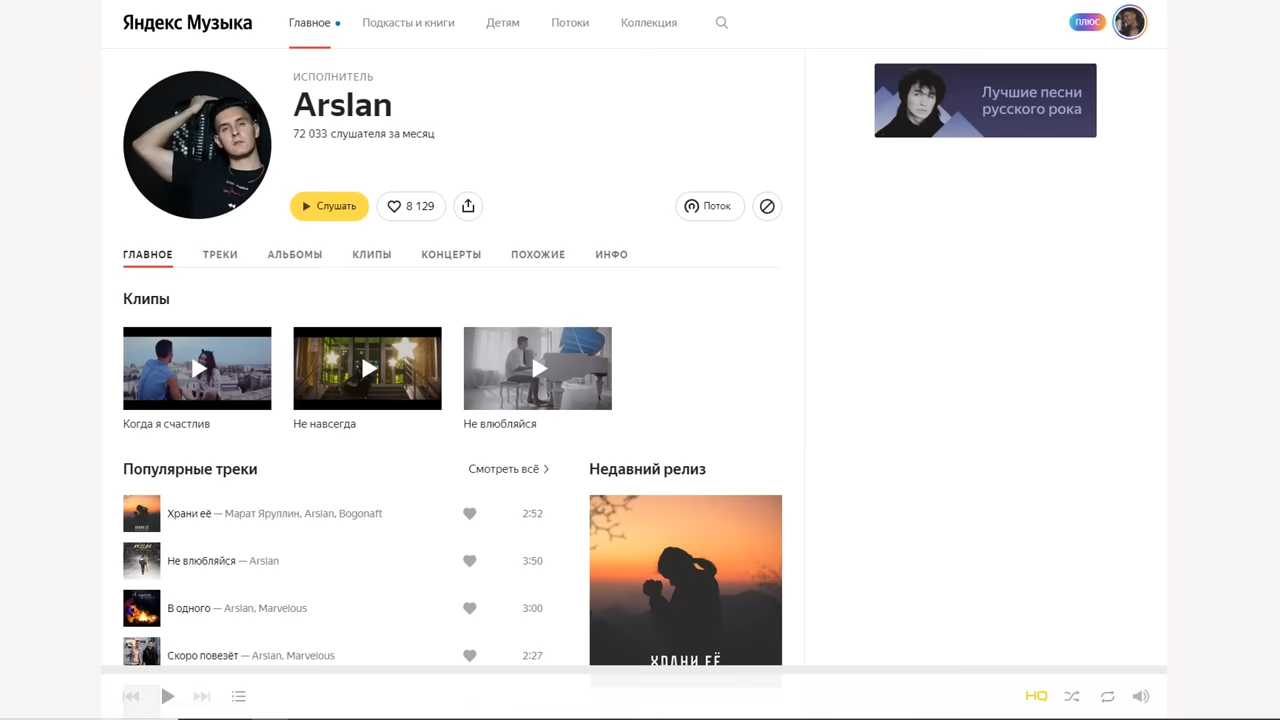 Яндекс Музыка
Главное
Подкасты и книги
Детям
Потоки
Коллекция
ПЛЮС
ИСПОЛНИТЕЛЬ
Arslan
72 033 слушателя за месяц
Лучшие песни
русского рока
Слушать
8 129
Поток
ГЛАВНОЕ
ТРЕКИ
АЛЬБОМЫ
КЛИПЫ
КОНЦЕРТЫ
ПОХОЖИЕ
ИНФО
Клипы
Когда я счастлив
Не навсегда
Не влюбляйся
Популярные треки
Смотреть всё
Недавний релиз
Храни её — Марат Яруллин, Arslan, Bogonaft
2:52
Не влюбляйся — Arslan
3:50
В одного — Arslan, Marvelous
3:00
Скоро повезёт — Arslan, Marvelous
2:27
ХРАНИ ЕЁ
HQ